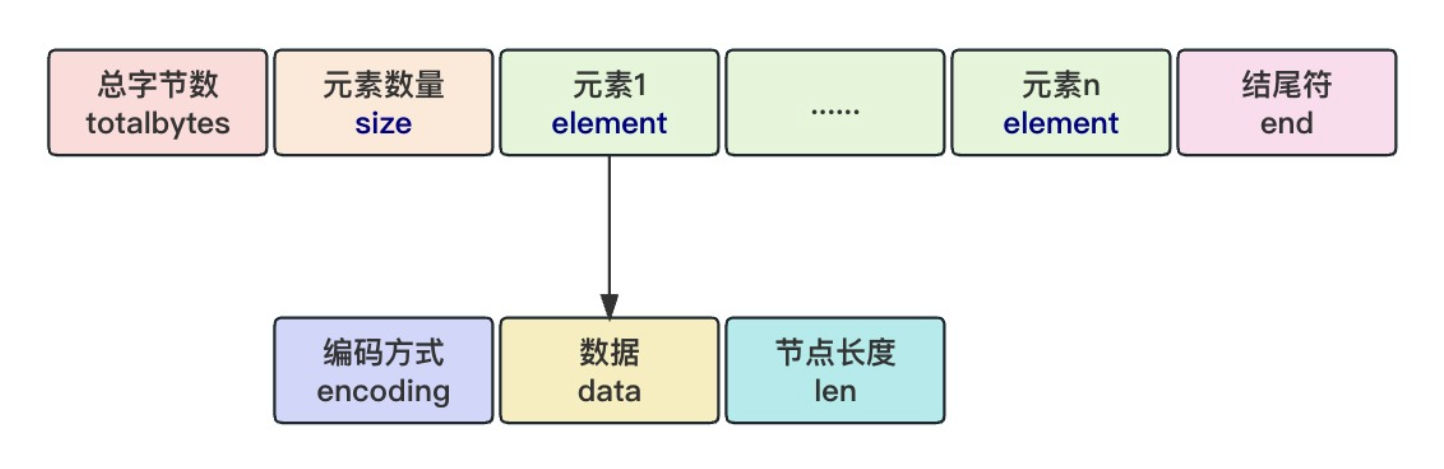 总字节数
totalbytes
元素数量
size
元素1
element
......
元素n
element
结尾符
end
编码方式
encoding
数据
data
节点长度
len